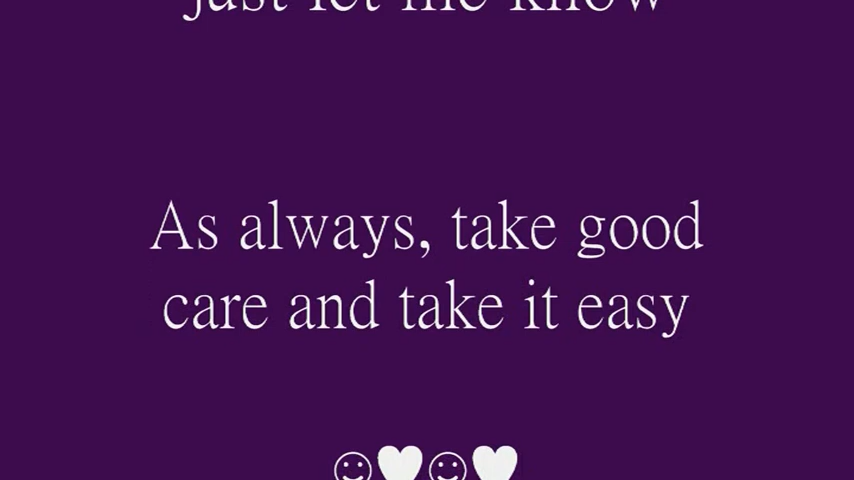 just let me know
As always, take good
care and take it easy
☺♥☺♥